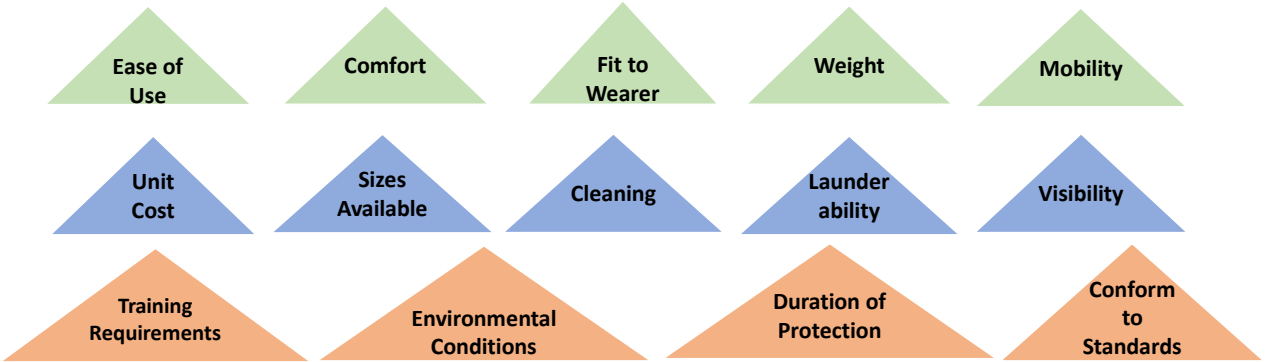 Ease of
Use
Comfort
Fit to
Wearer
Weight
Mobility
Unit
Cost
Sizes
Available
Cleaning
Launder
ability
Visibility
Training
Requirements
Environmental
Conditions
Duration of
Protection
Conform
to
Standards